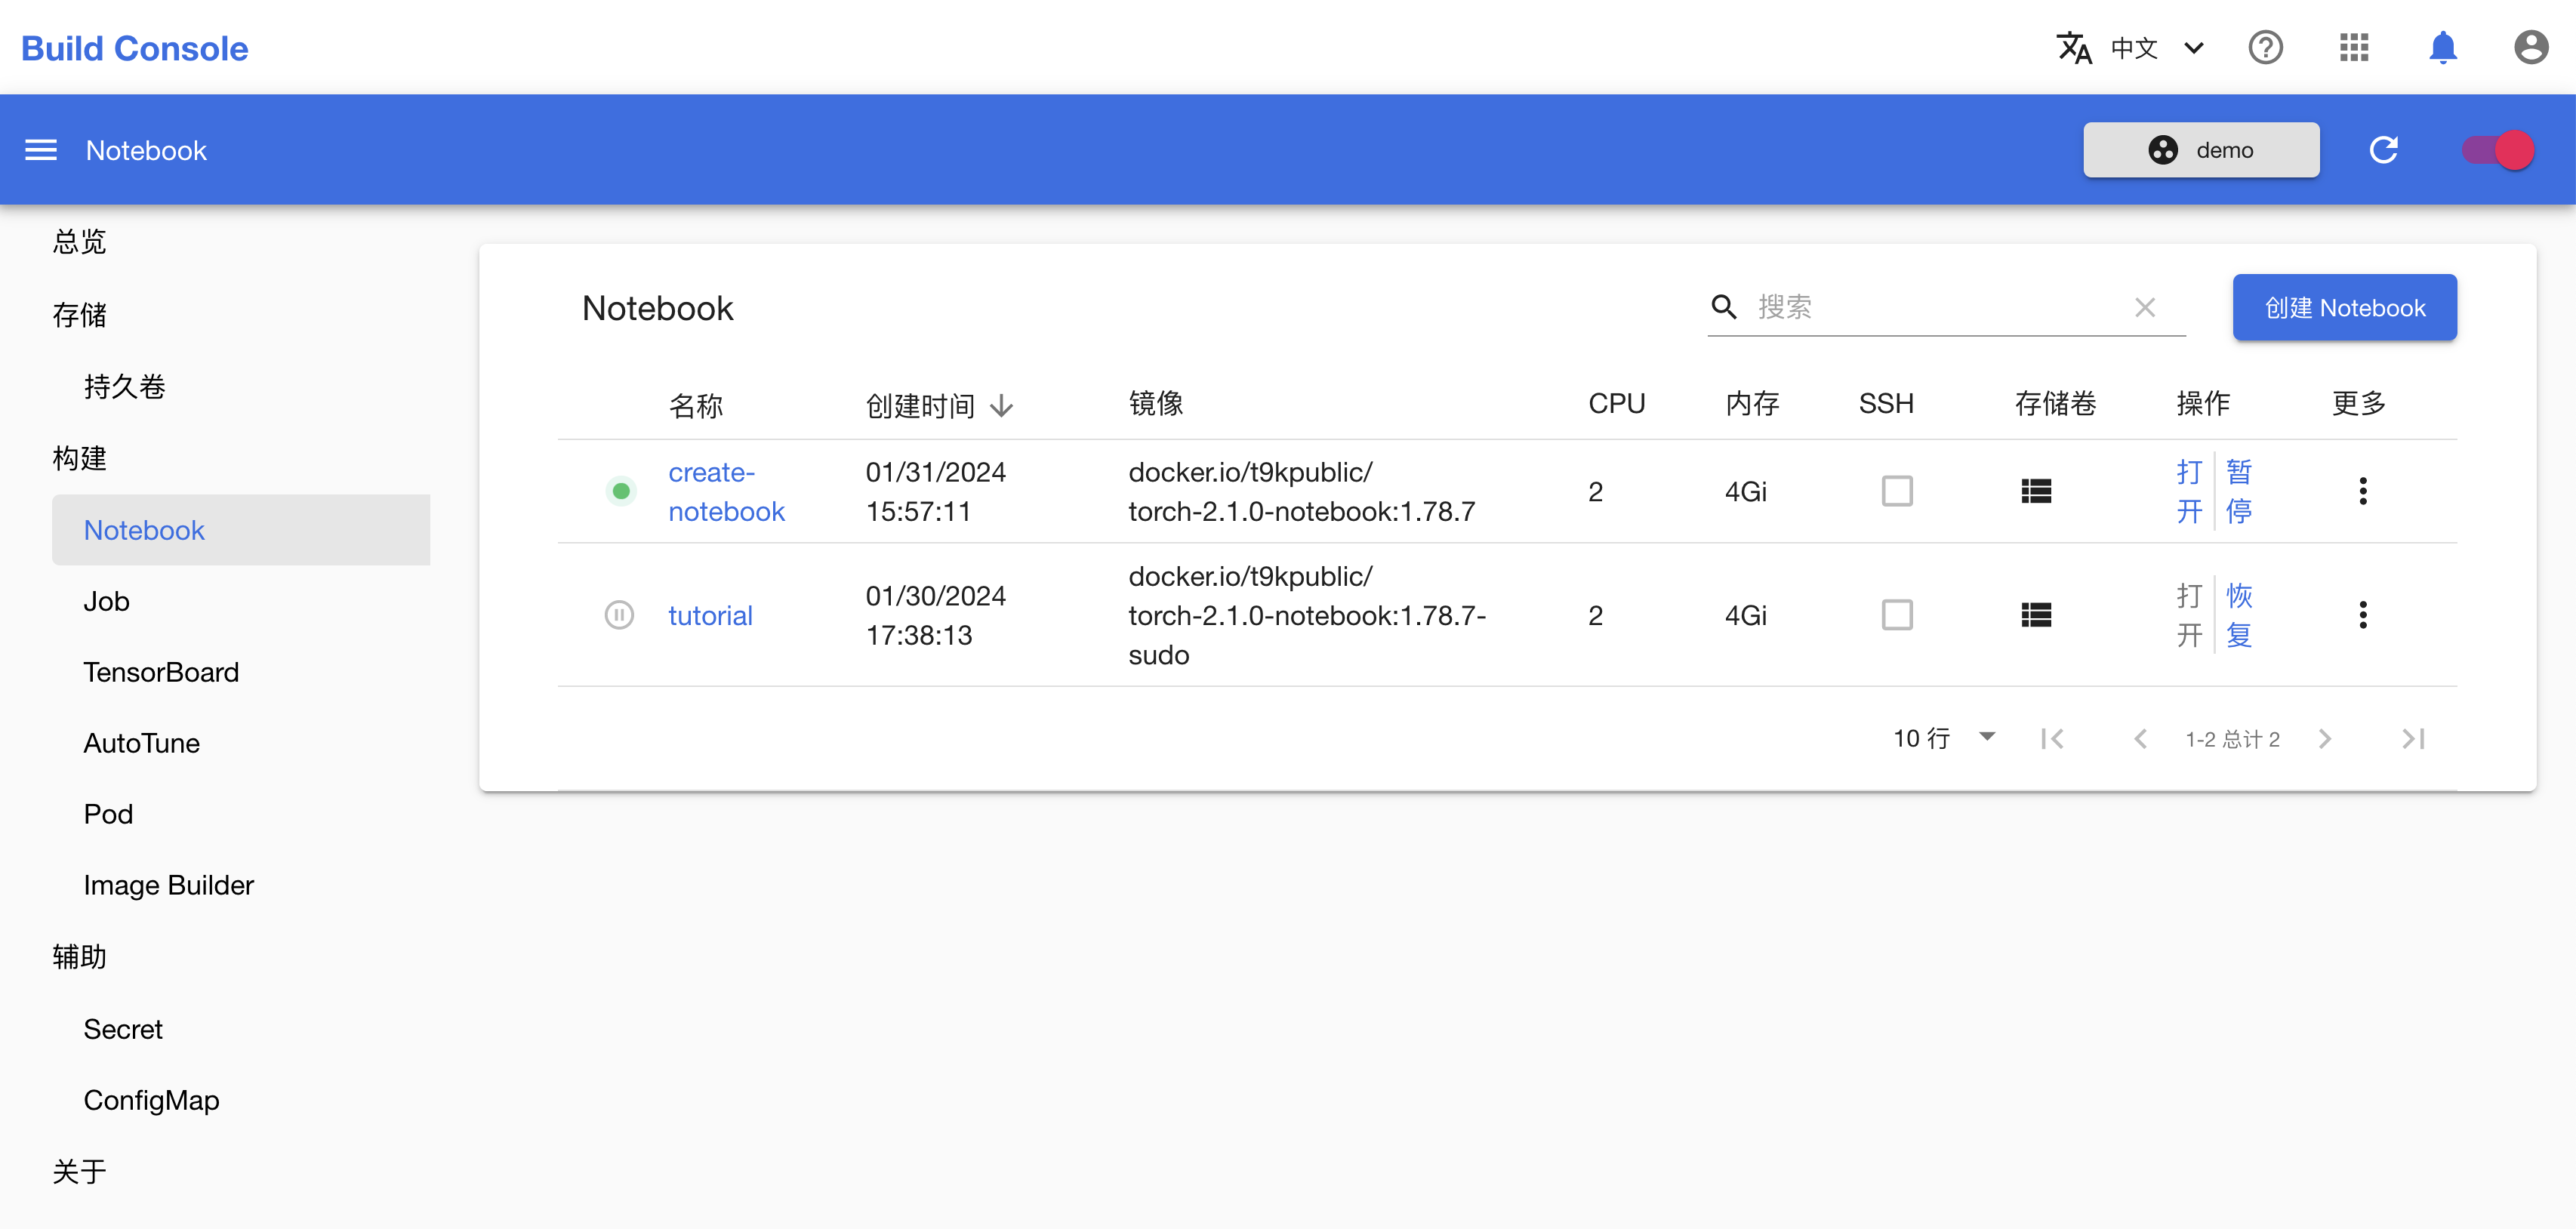 Build Console
中文
Notebook
demo
总览
存储
持久卷
构建
Notebook
Job
TensorBoard
AutoTune
Pod
Image Builder
辅助
Secret
ConfigMap
关于
Notebook
搜索
创建 Notebook
名称 创建时间 镜像 CPU 内存 SSH 存储卷 操作 更多
create-
notebook
01/31/2024
15:57:11
docker.io/t9kpublic/
torch-2.1.0-notebook:1.78.7
2
4Gi
打
开
暂
停
tutorial
01/30/2024
17:38:13
docker.io/t9kpublic/
torch-2.1.0-notebook:1.78.7-
sudo
2
4Gi
打
开
恢
复
10 行
1-2 总计 2